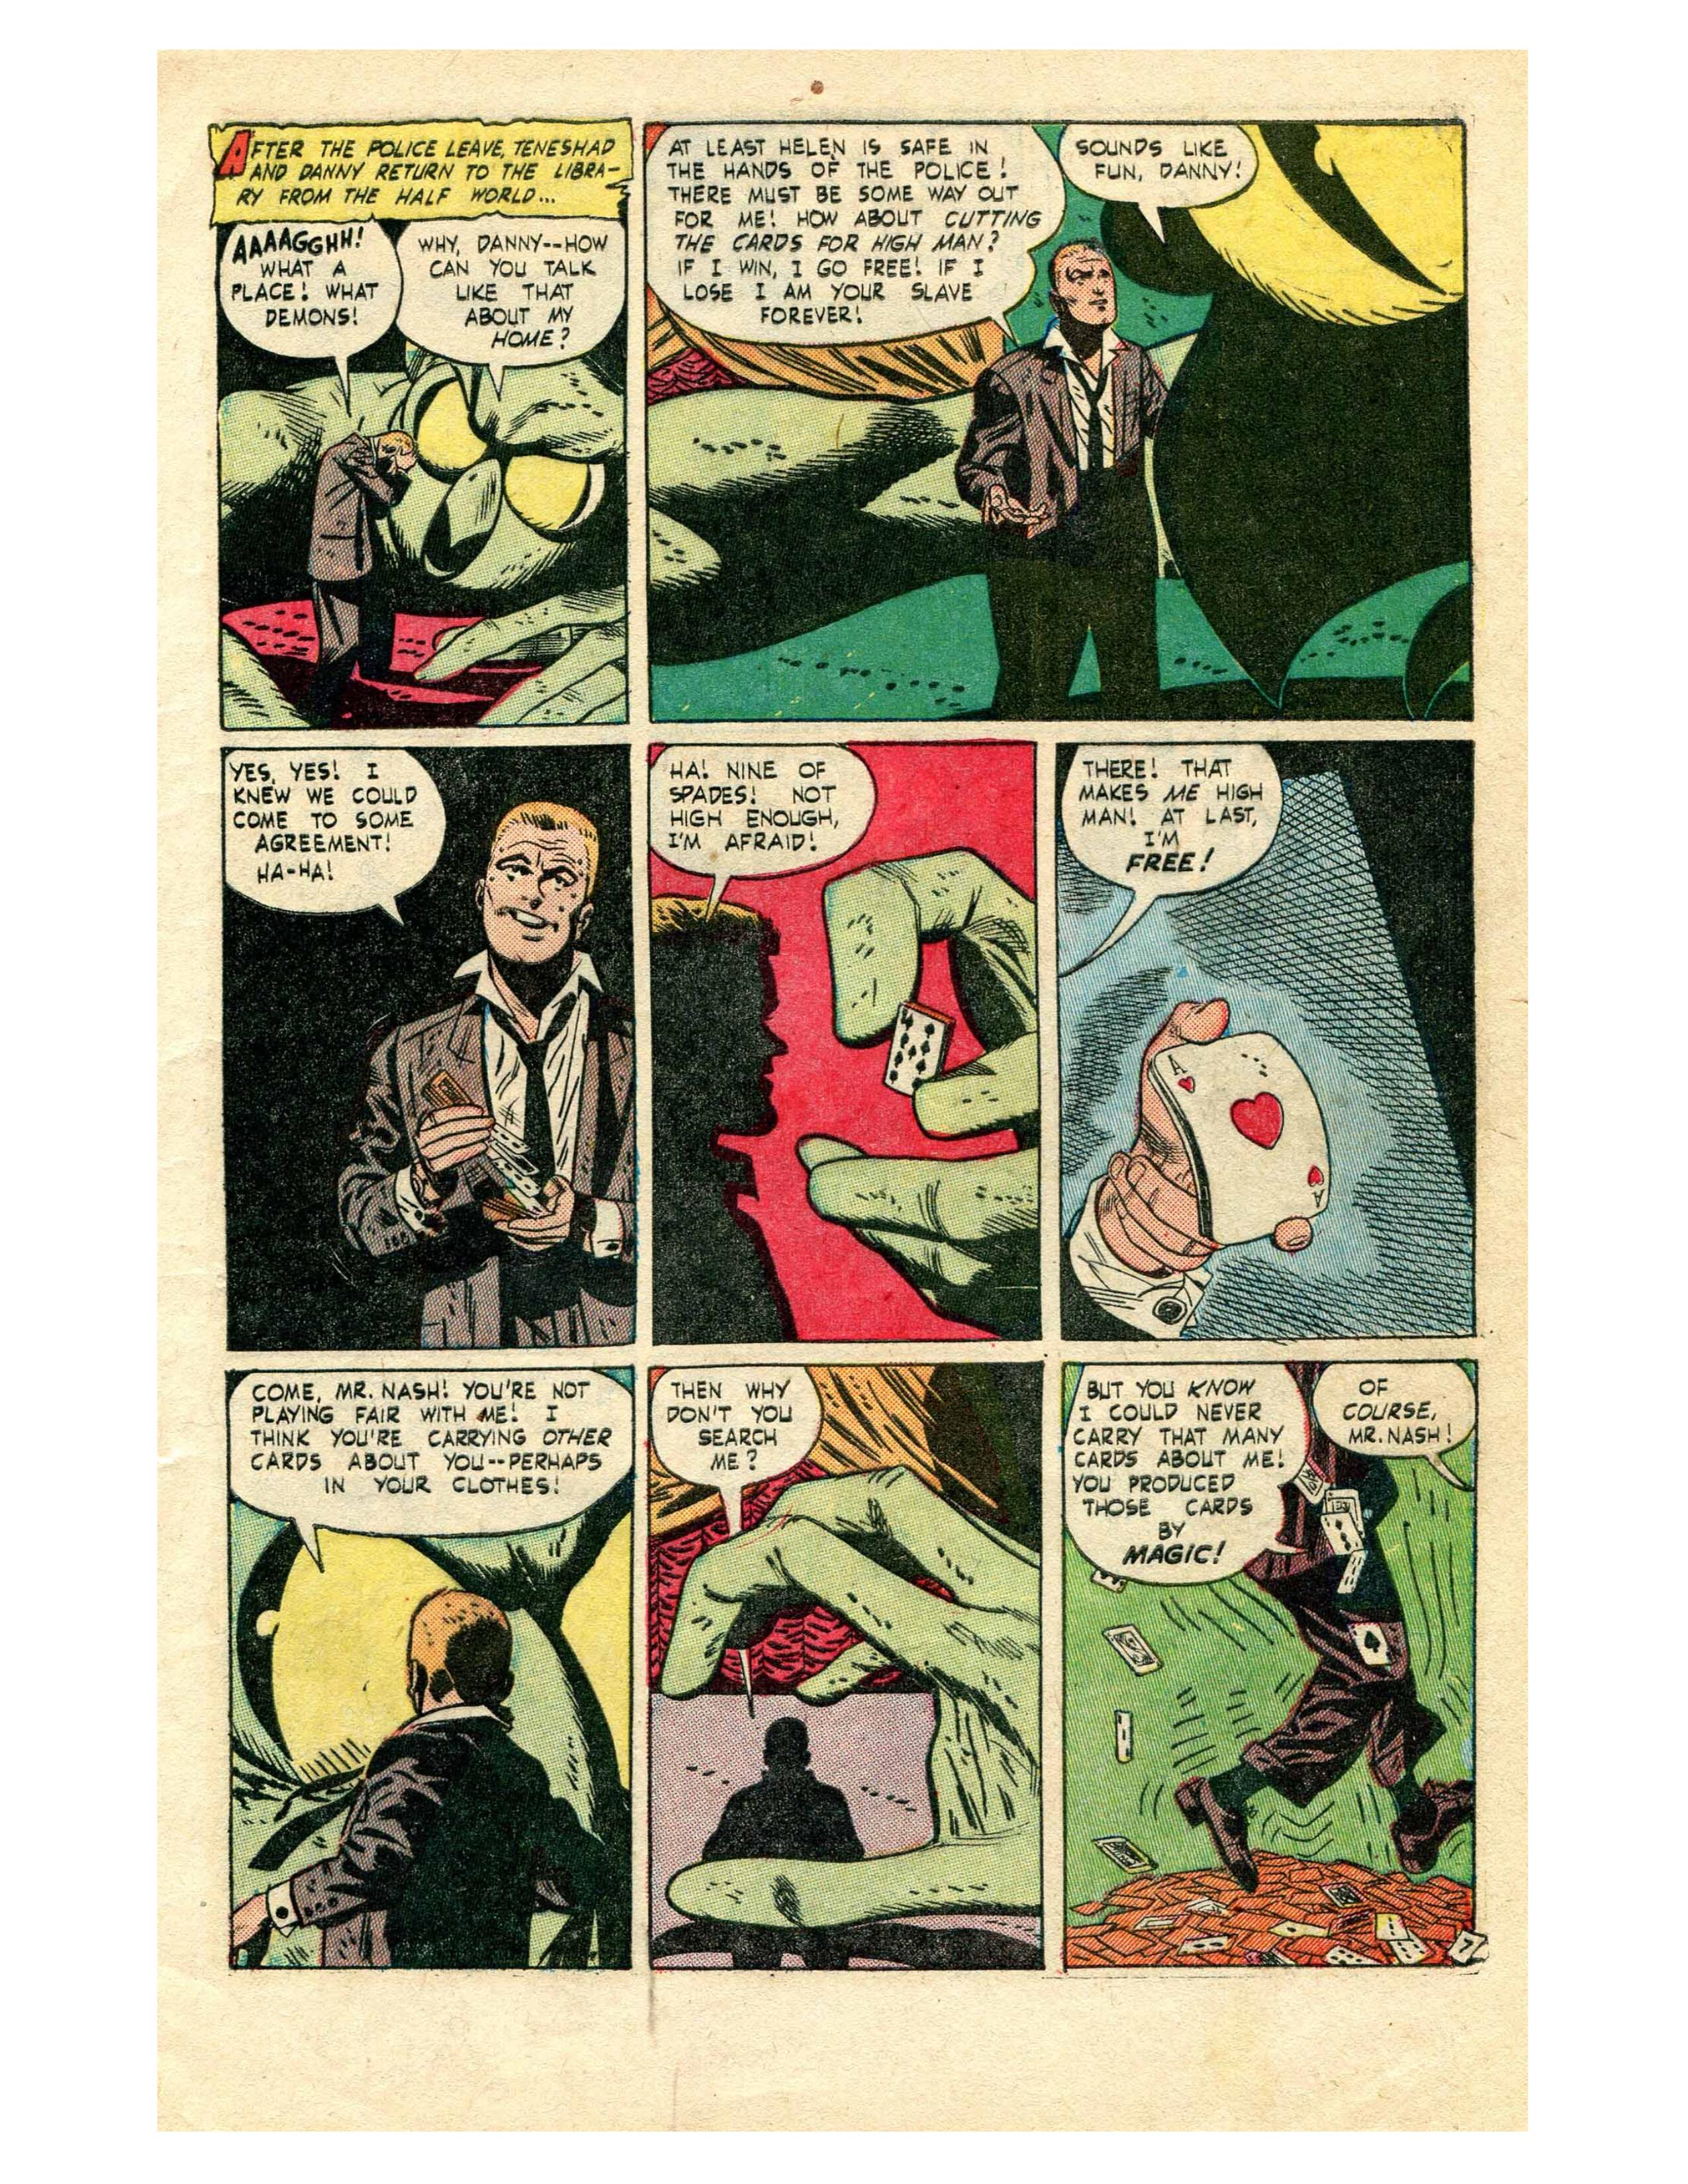 AFTER THE POLICE LEAVE, TENESHAD
AND DANNY RETURN TO THE LIBRA-
RY FROM THE HALF WORLD...
AAAAGGHH!
WHAT A
PLACE! WHAT
DEMONS!
WHY, DANNY--HOW
CAN YOU TALK
LIKE THAT
ABOUT MY
HOME?
AT LEAST HELEN IS SAFE IN
THE HANDS OF THE POLICE!
THERE MUST BE SOME WAY OUT
FOR ME! HOW ABOUT CUTTING
THE CARDS FOR HIGH MAN?
IF I WIN, I GO FREE! IF I
LOSE I AM YOUR SLAVE
FOREVER!
SOUNDS LIKE
FUN, DANNY!
YES, YES! I
KNEW WE COULD
COME TO SOME
AGREEMENT!
HA-HA!
HA! NINE OF
SPADES! NOT
HIGH ENOUGH,
I'M AFRAID!
THERE! THAT
MAKES ME HIGH
MAN! AT LAST,
I'M
FREE!
A
A
COME, MR. NASH! YOU'RE NOT
PLAYING FAIR WITH ME! I
THINK YOU'RE CARRYING OTHER
CARDS ABOUT YOU--PERHAPS
IN YOUR CLOTHES!
THEN WHY
DON'T YOU
SEARCH
ME?
BUT YOU KNOW
I COULD NEVER
CARRY THAT MANY
CARDS ABOUT ME!
YOU PRODUCED
THOSE CARDS
BY
MAGIC!
OF
COURSE,
MR. NASH!
7